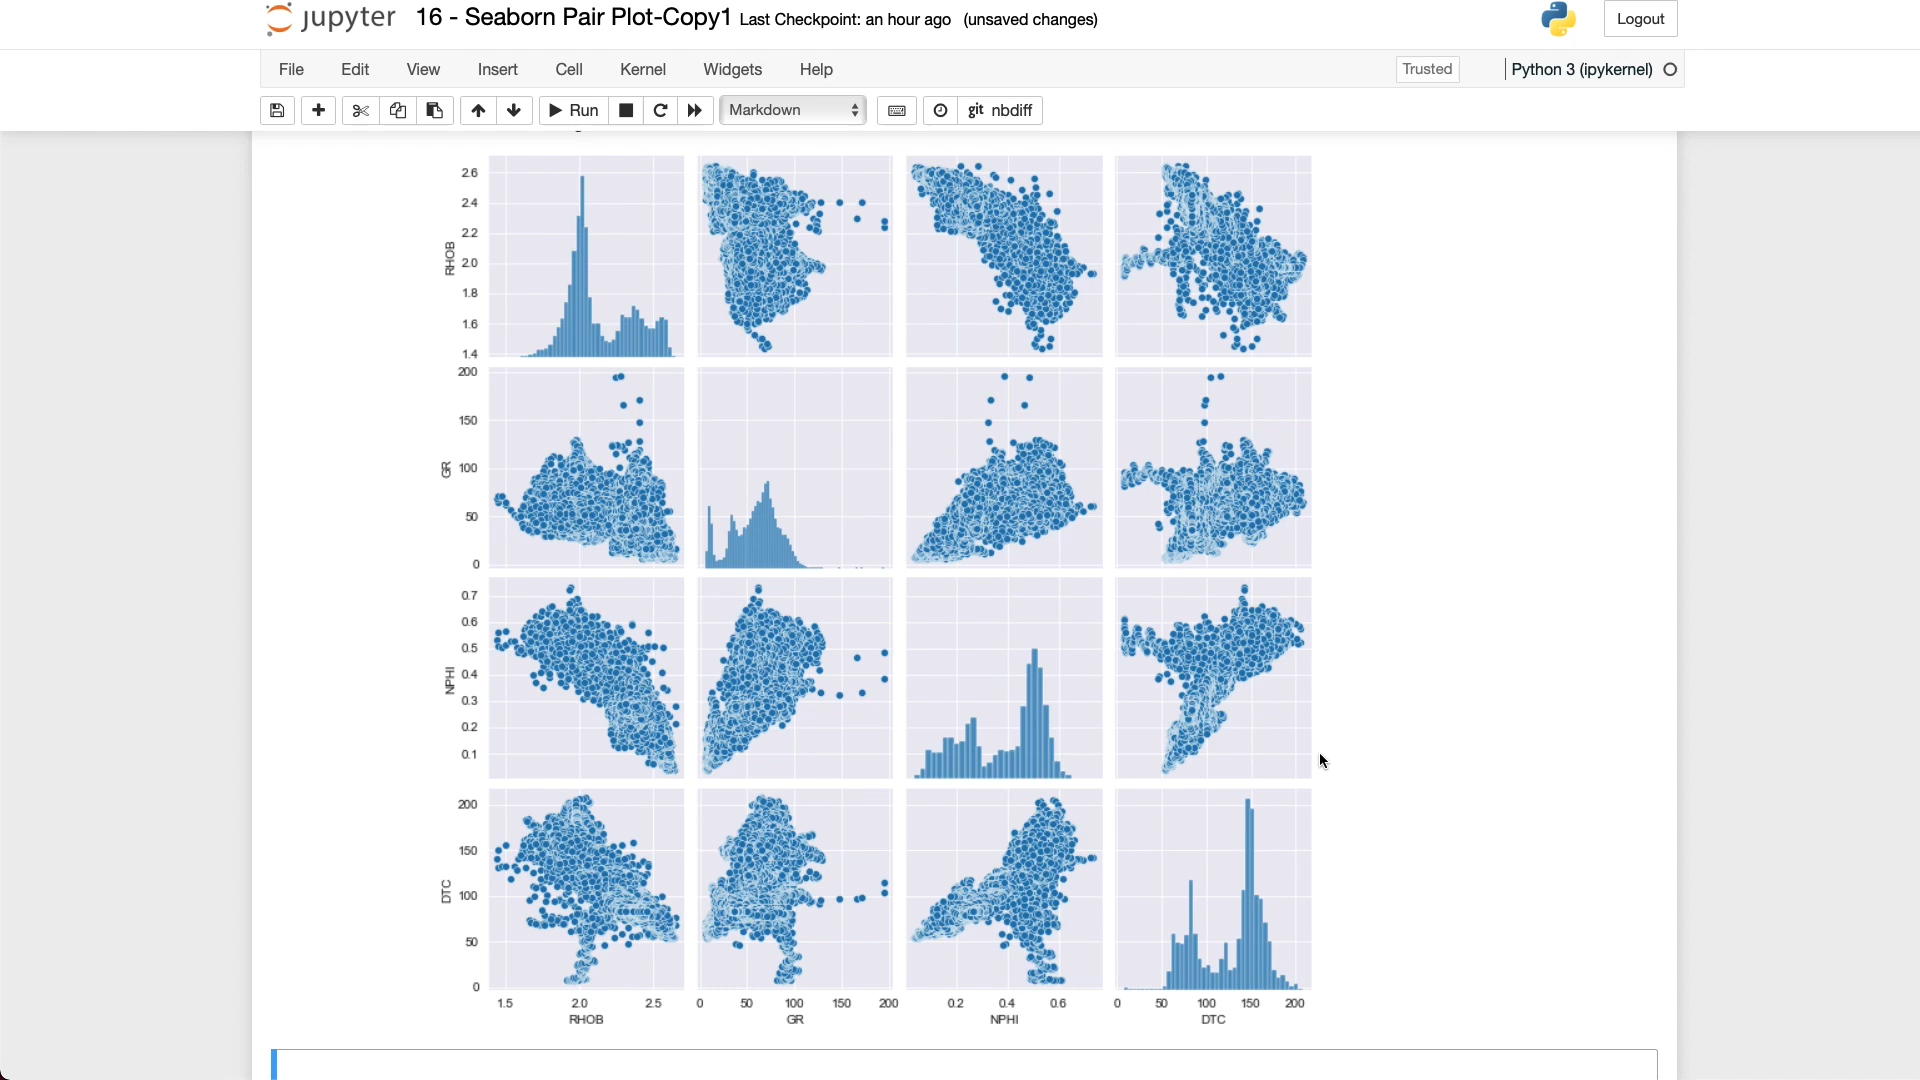 jupyter 16 - Seaborn Pair Plot-Copy1 Last Checkpoint: an hour ago (unsaved changes) Logout
File Edit View Insert Cell Kernel Widgets Help Trusted Python 3 (ipykernel)
Run Markdown git nbdiff
RHOB
2.6
2.4
2.2
2.0
1.8
1.6
1.4
GR
200
150
100
50
0
NPHI
0.7
0.6
0.5
0.4
0.3
0.2
0.1
DTC
200
150
100
50
0
1.5 2.0 2.5 0 50 100 150 200 0.2 0.4 0.6 0 50 100 150 200
RHOB GR NPHI DTC